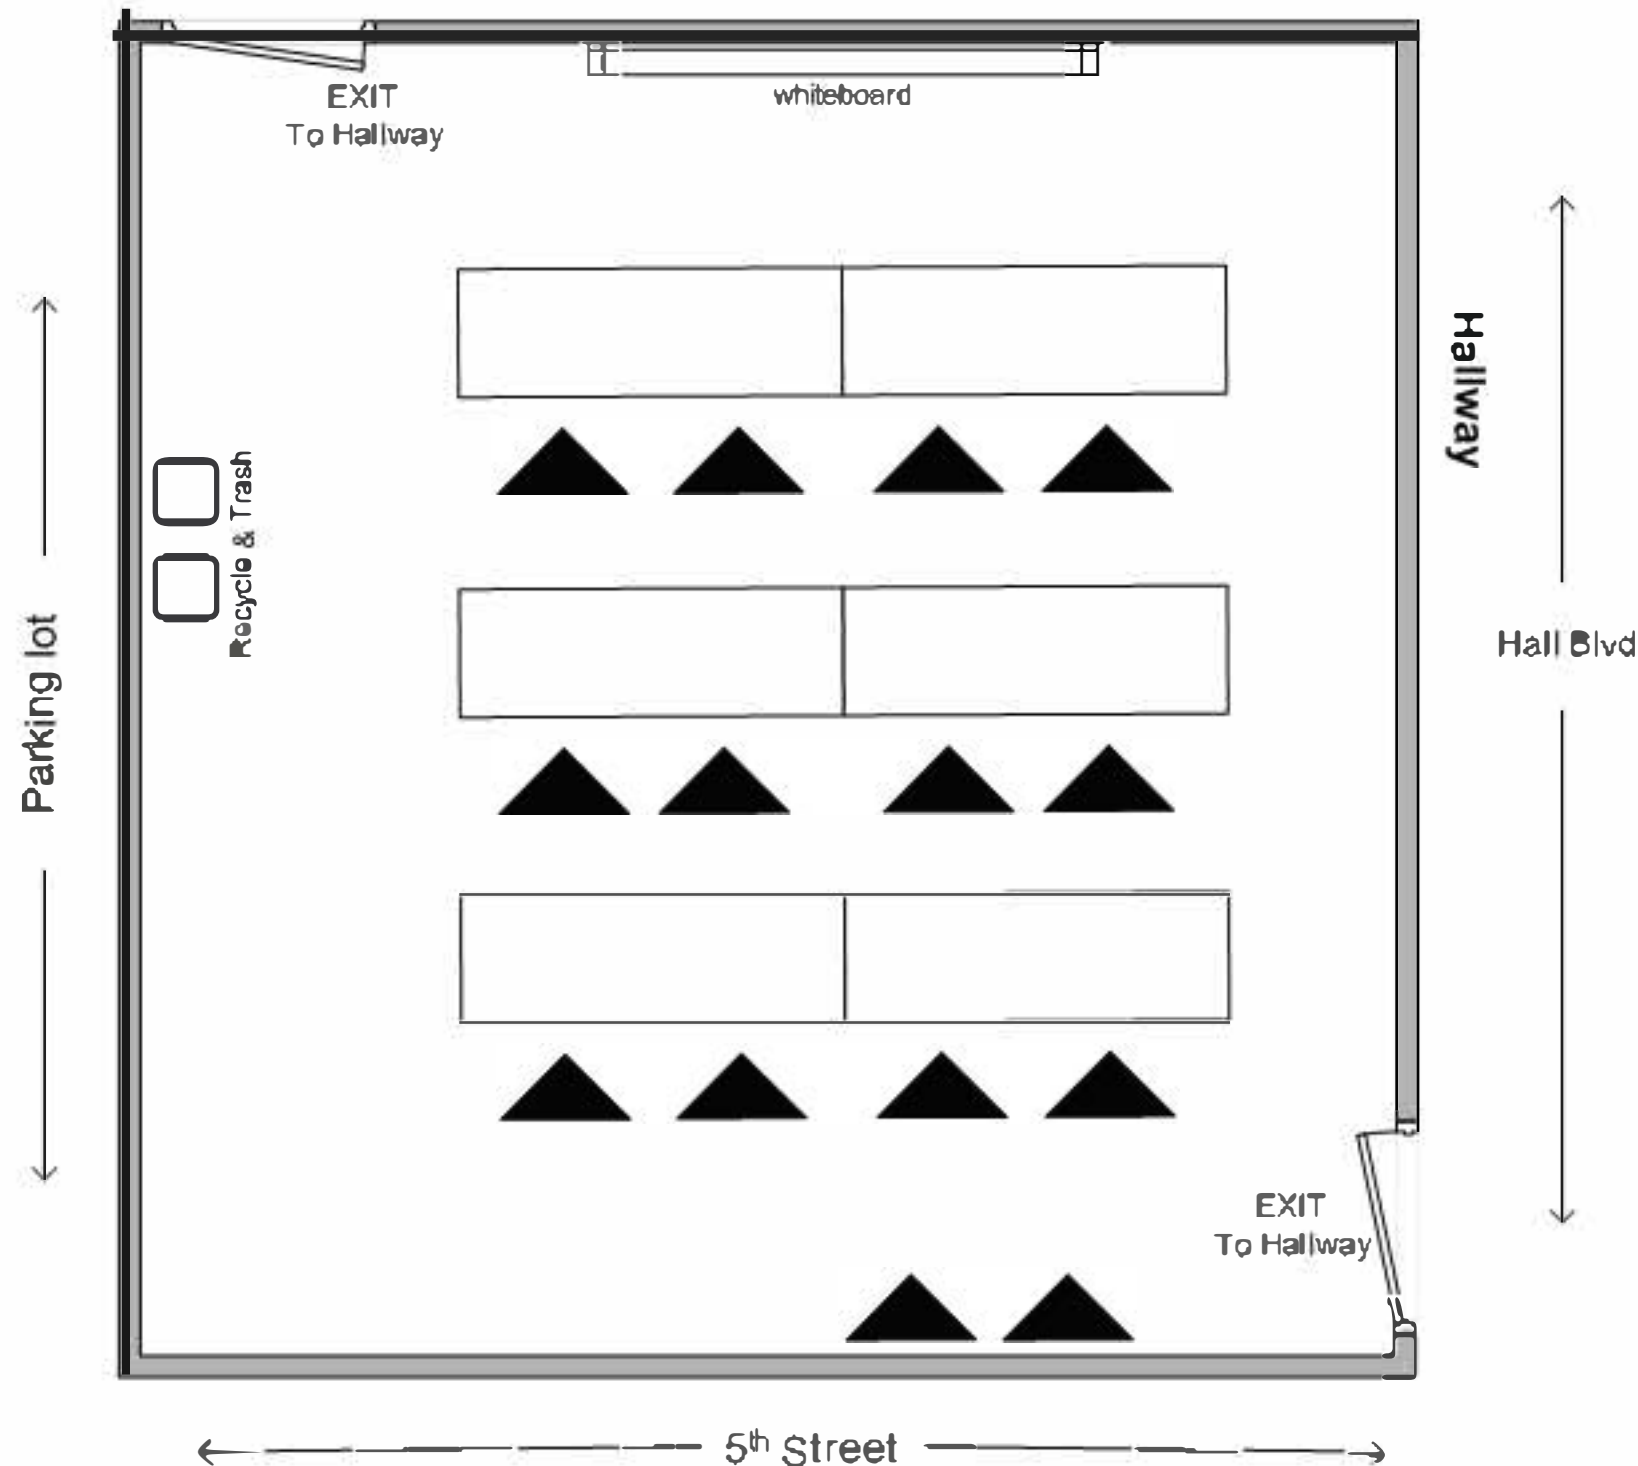 EXIT
To Hallway
whiteboard
Hallway
Recycle & Trash
Parking lot
Hall Blvd
EXIT
To Hallway
5th Street